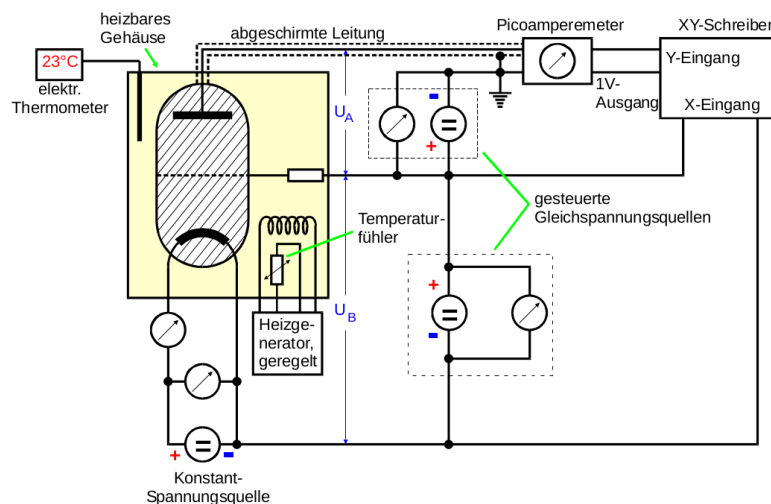 heizbares
Gehäuse
abgeschirmte Leitung
Picoamperemeter
XY-Schreiber
23°C
elektr.
Thermometer
Y-Eingang
1V-
Ausgang
X-Eingang
U_A
-
=
+
gesteuerte
Gleichspannungsquellen
Temperatur-
fühler
+
=
-
U_B
Heizge-
nerator,
geregelt
+
=
-
Konstant-
Spannungsquelle